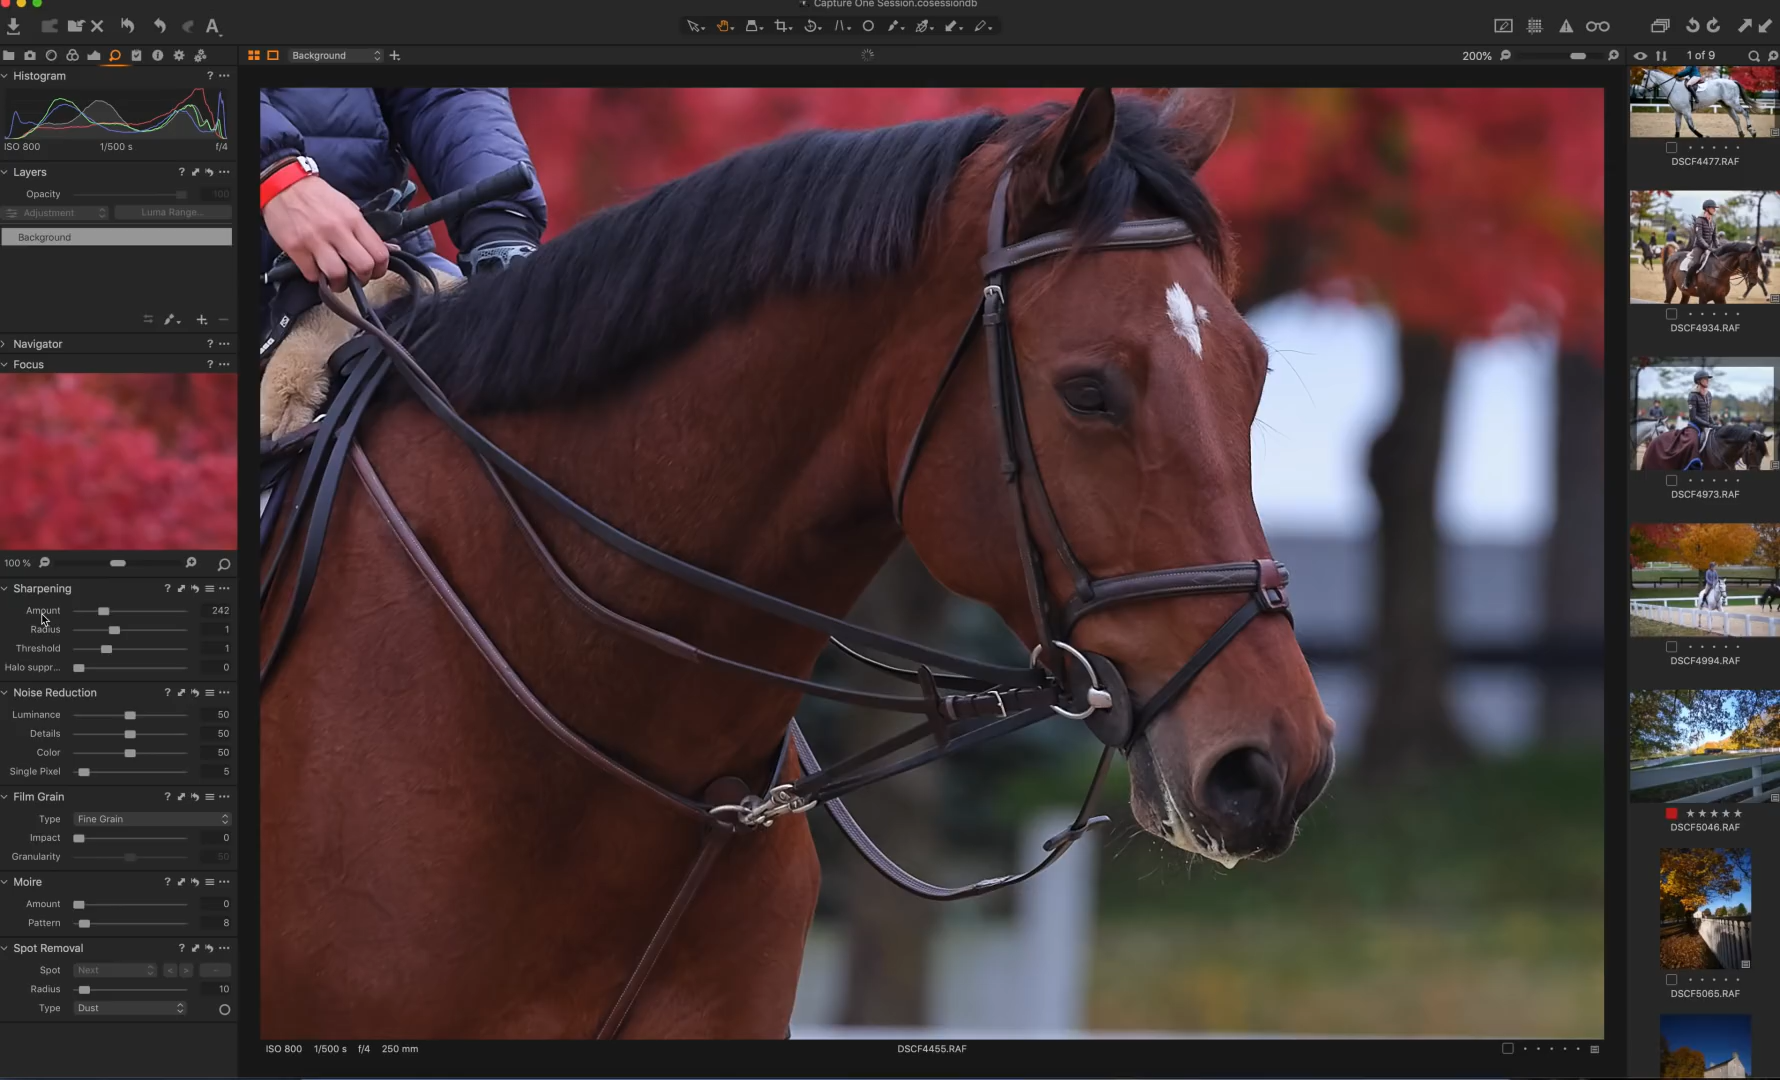 Capture One Session.cosessiondb
A
Background
200%
1 of 9
Histogram
ISO 800 1/500 s f/4
Layers
Opacity 100
Adjustment Luma Range...
Background
Navigator
Focus
100 %
Sharpening
Amount 242
Radius 1
Threshold 1
Halo suppr... 0
Noise Reduction
Luminance 50
Details 50
Color 50
Single Pixel 5
Film Grain
Type Fine Grain
Impact 0
Granularity 50
Moire
Amount 0
Pattern 8
Spot Removal
Spot Next < > −
Radius 10
Type Dust
ISO 800 1/500 s f/4 250 mm
DSCF4455.RAF
DSCF4477.RAF
DSCF4934.RAF
DSCF4973.RAF
DSCF4994.RAF
DSCF5046.RAF
DSCF5065.RAF